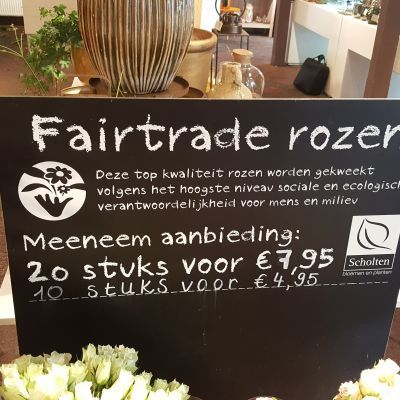 Fairtrade rozen
Deze top kwaliteit rozen worden gekweekt
volgens het hoogste niveau sociale en ecologisch
verantwoordelijkheid voor mens en milieu
Meeneem aanbieding:
20 stuks voor €7,95
10 stuks voor €4,95
Scholten
bloemen en planten